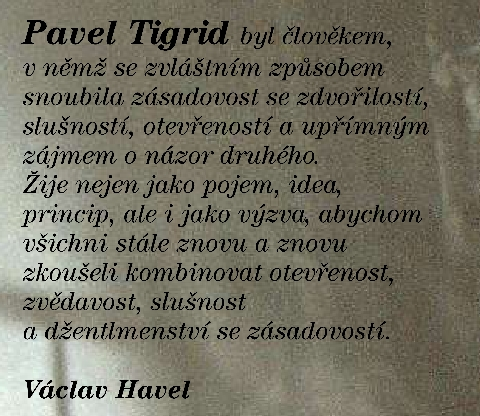 Pavel Tigrid byl člověkem,
v němž se zvláštním způsobem
snoubila zásadovost se zdvořilostí,
slušností, otevřeností a upřímným
zájmem o názor druhého.
Žije nejen jako pojem, idea,
princip, ale i jako výzva, abychom
všichni stále znovu a znovu
zkoušeli kombinovat otevřenost,
zvědavost, slušnost
a džentlmenství se zásadovostí.
Václav Havel